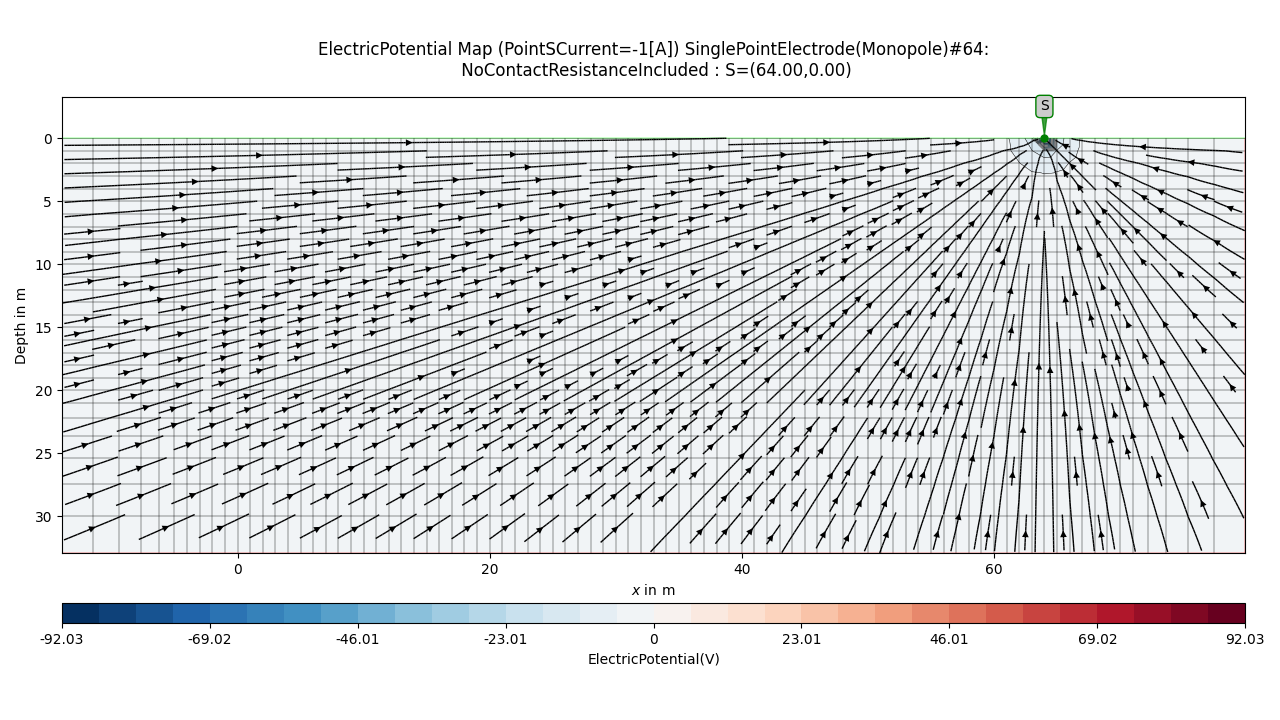 ElectricPotential Map (PointSCurrent=-1[A]) SinglePointElectrode(Monopole)#64:
NoContactResistanceIncluded : S=(64.00,0.00)
S
0
5
10
15
20
25
30
Depth in m
0 20 40 60
x in m
-92.03 -69.02 -46.01 -23.01 0 23.01 46.01 69.02 92.03
ElectricPotential(V)